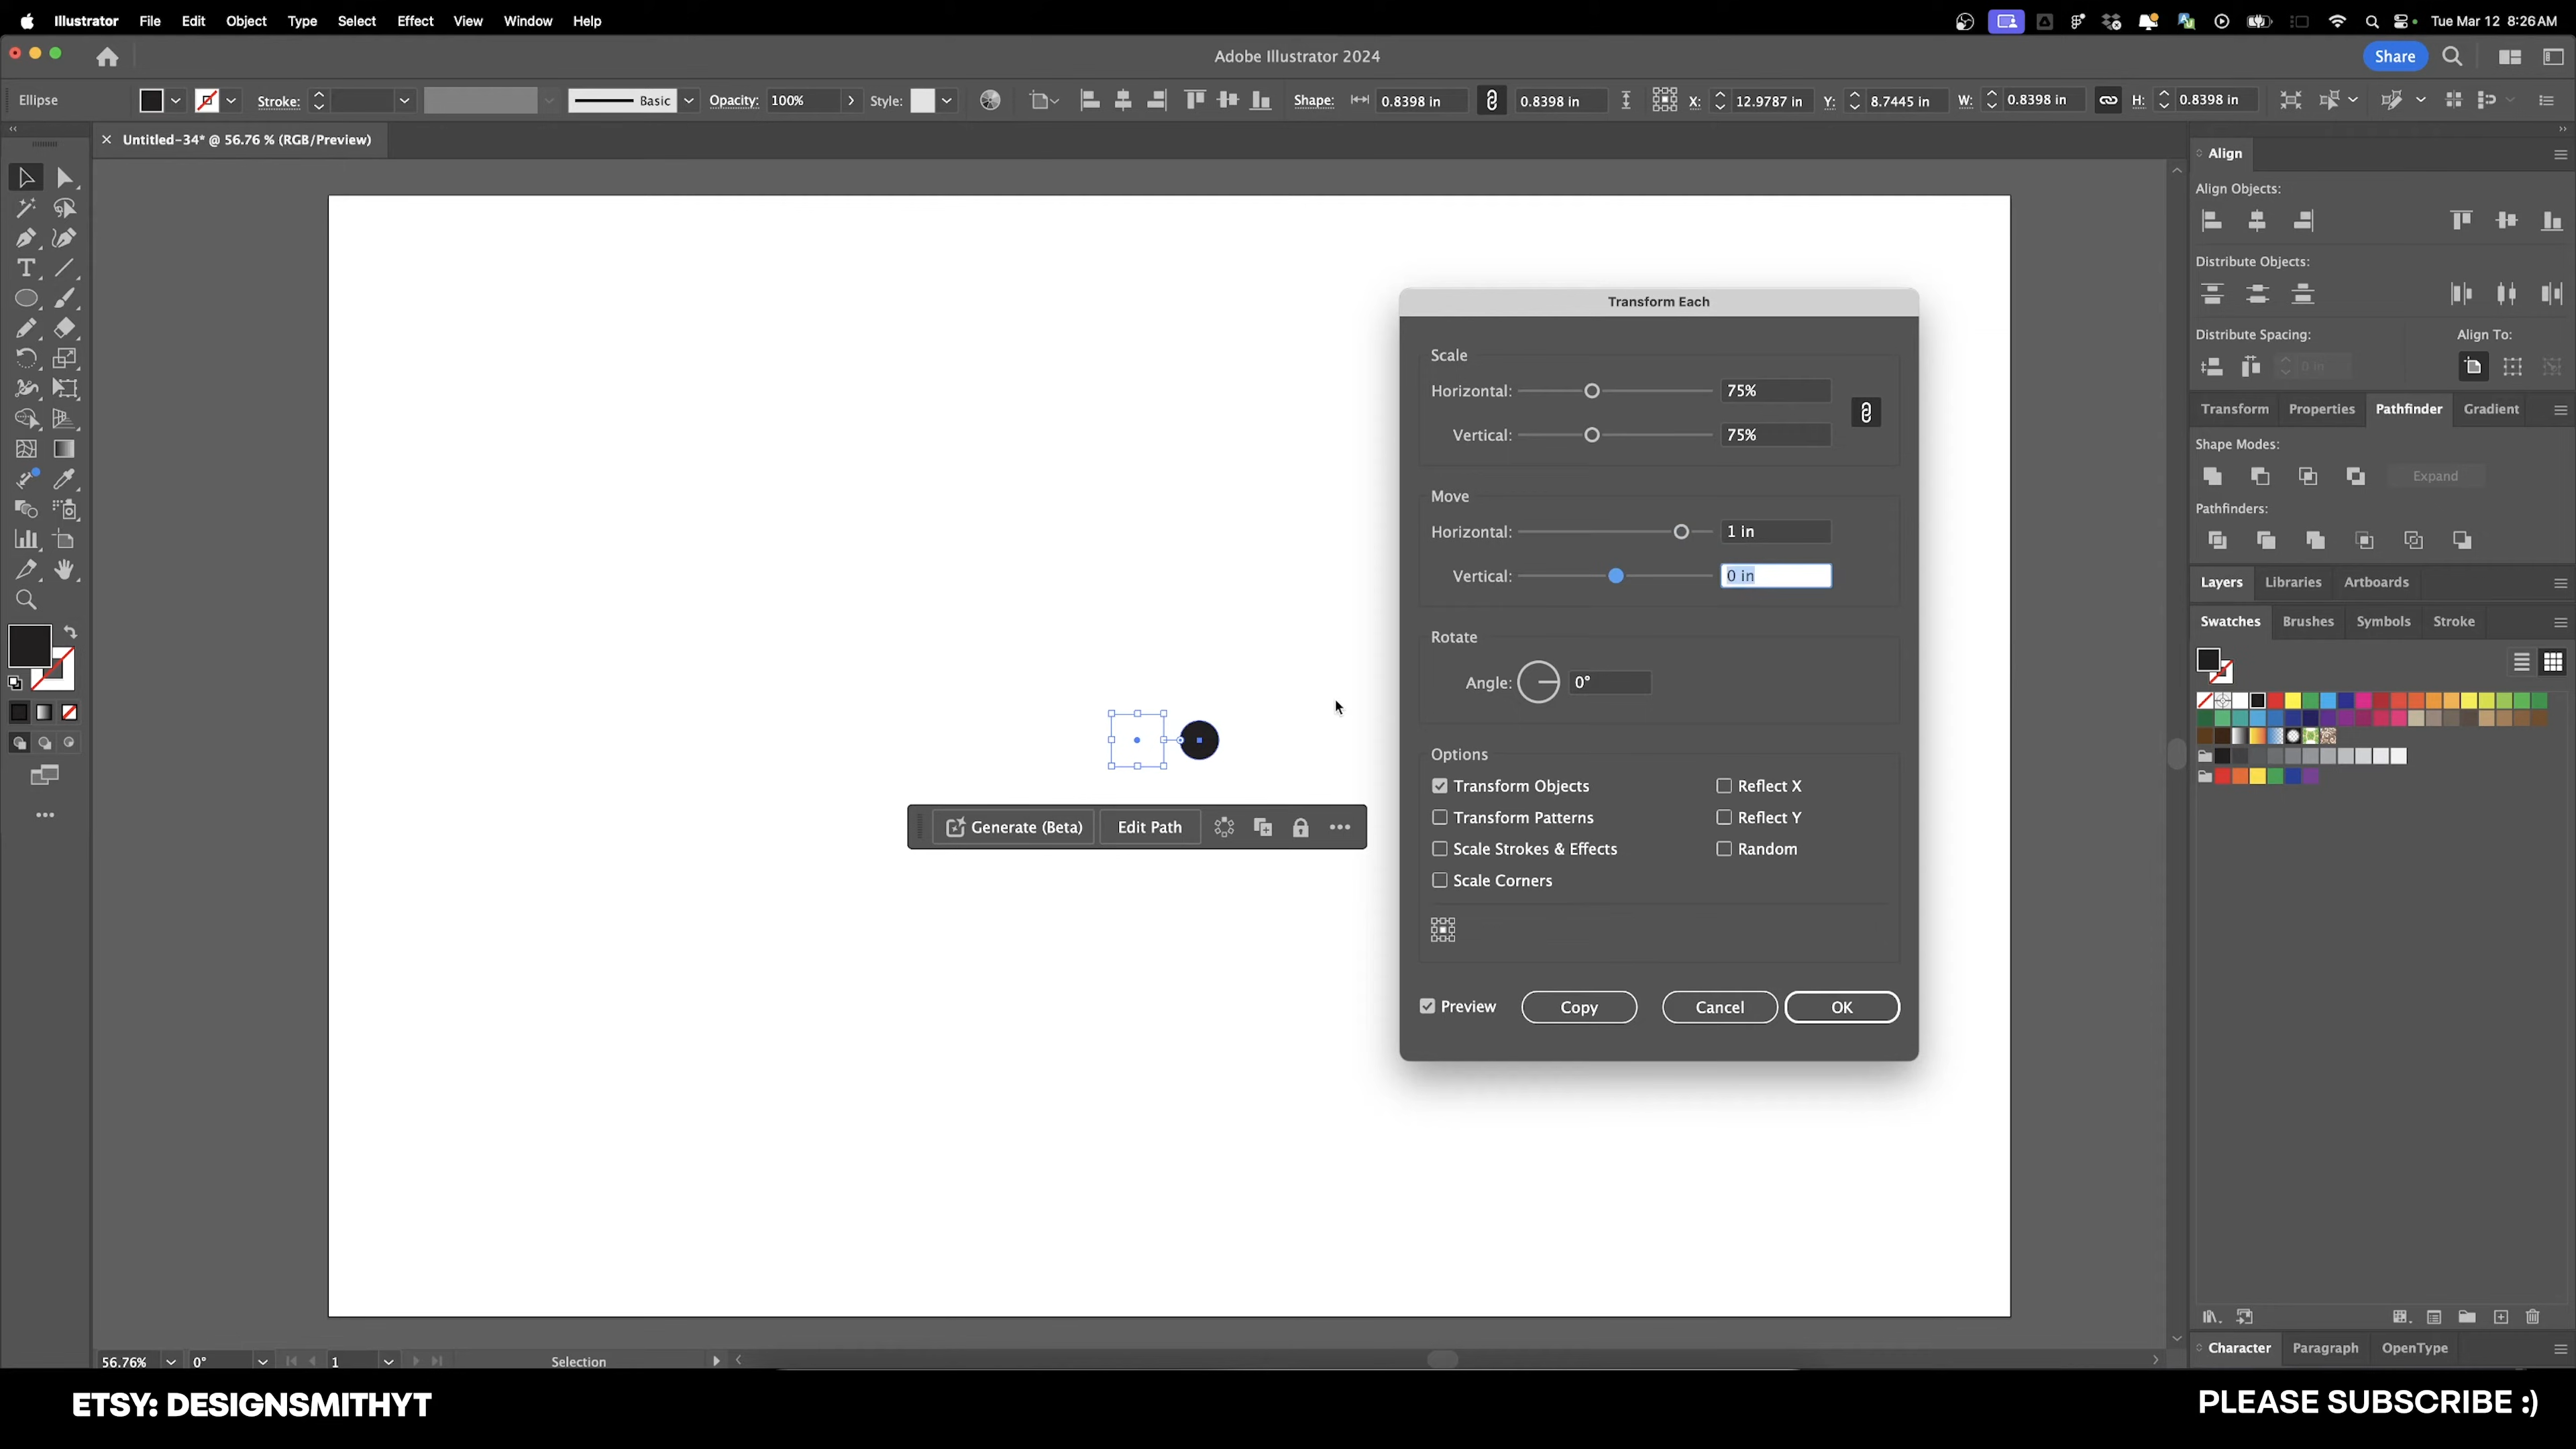 Illustrator File Edit Object Type Select Effect View Window Help Tue Mar 12 8:26 AM
Adobe Illustrator 2024 Share
Ellipse Stroke: Basic Opacity: 100% Style: Shape: 0.8398 in 0.8398 in X: 12.9787 in Y: 8.7445 in W: 0.8398 in H: 0.8398 in
Untitled-34* @ 56.76 % (RGB/Preview)
Align
Align Objects:
Distribute Objects:
Distribute Spacing: Align To:
0 in
Transform Properties Pathfinder Gradient
Shape Modes:
Expand
Pathfinders:
Layers Libraries Artboards
Swatches Brushes Symbols Stroke
Transform Each
Scale
Horizontal: 75%
Vertical: 75%
Move
Horizontal: 1 in
Vertical: 0 in
Rotate
Angle: 0°
Options
Transform Objects Reflect X
Transform Patterns Reflect Y
Scale Strokes & Effects Random
Scale Corners
Preview Copy Cancel OK
Generate (Beta) Edit Path
56.76% 0° 1 Selection
Character Paragraph OpenType
ETSY: DESIGNSMITHYT PLEASE SUBSCRIBE :)